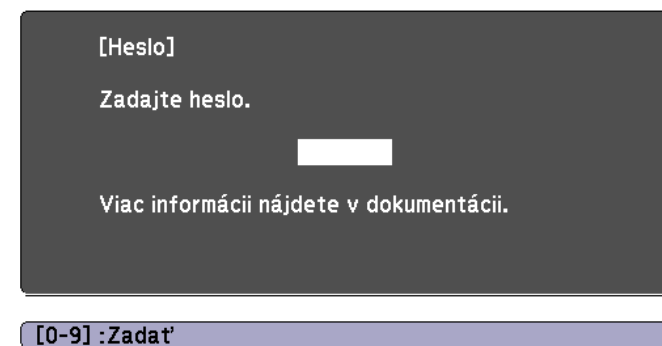 [Heslo]
Zadajte heslo.
Viac informácii nájdete v dokumentácii.
[0-9] :Zadať